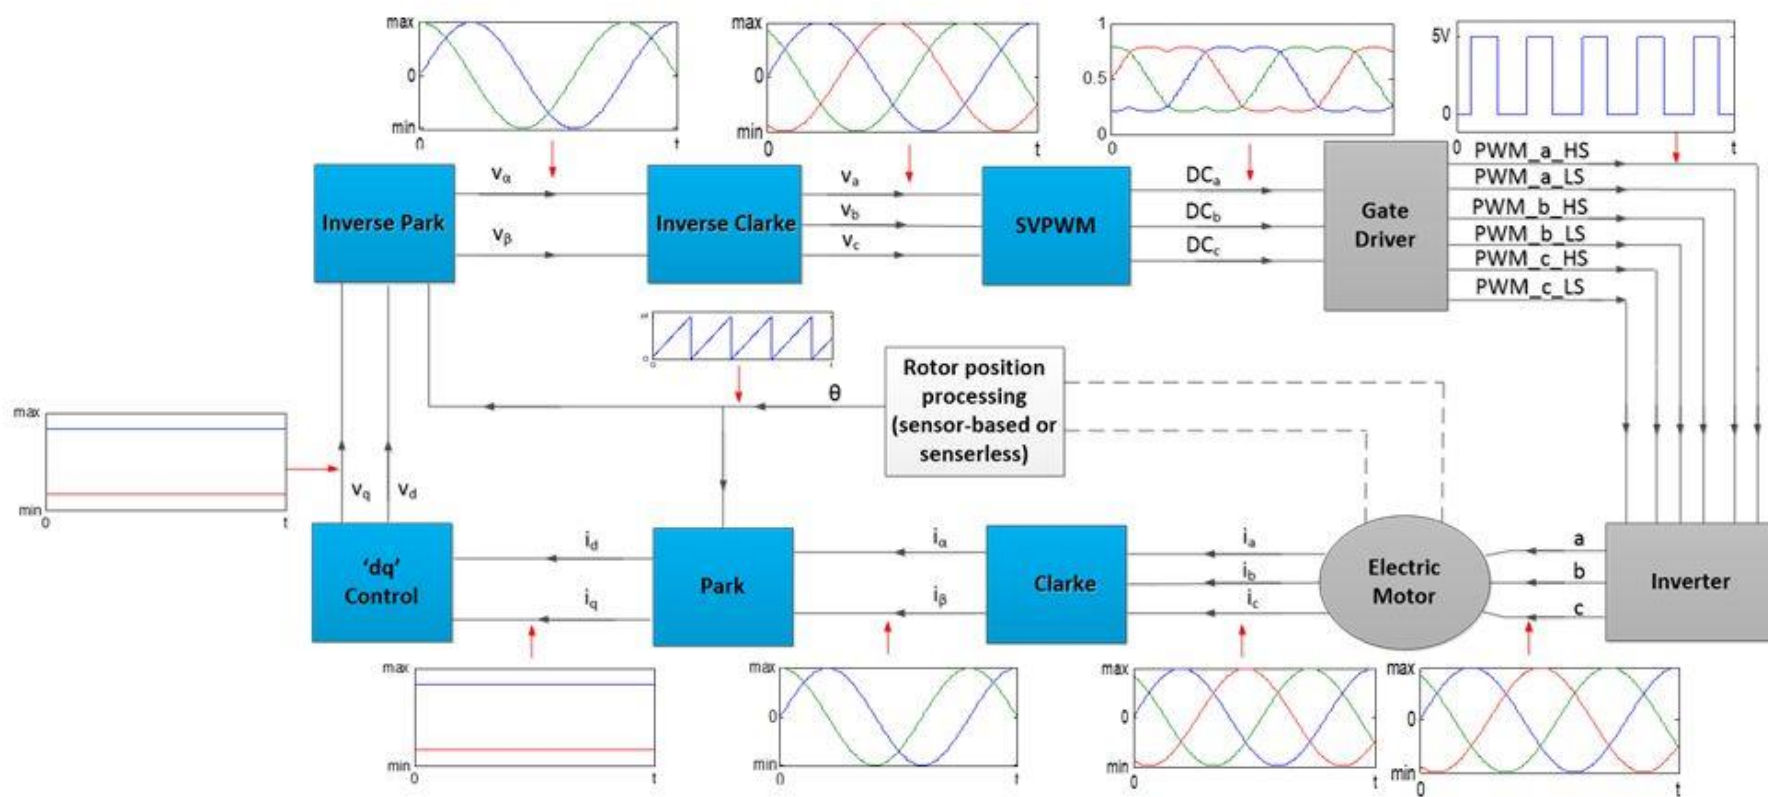 max
0
min
0
t
max
0
min
0
t
1
0.5
0
0
t
5V
0
0
t
Inverse Park
vα
vβ
Inverse Clarke
va
vb
vc
SVPWM
DCa
DCb
DCc
Gate
Driver
PWM_a_HS
PWM_a_LS
PWM_b_HS
PWM_b_LS
PWM_c_HS
PWM_c_LS
0
0
θ
Rotor position
processing
(sensor-based or
senserless)
max
min
0
t
vq
vd
'dq'
Control
id
iq
Park
iα
iβ
Clarke
ia
ib
ic
Electric
Motor
a
b
c
Inverter
max
min
0
t
max
0
min
0
t
max
0
min
0
t
max
0
min
0
t